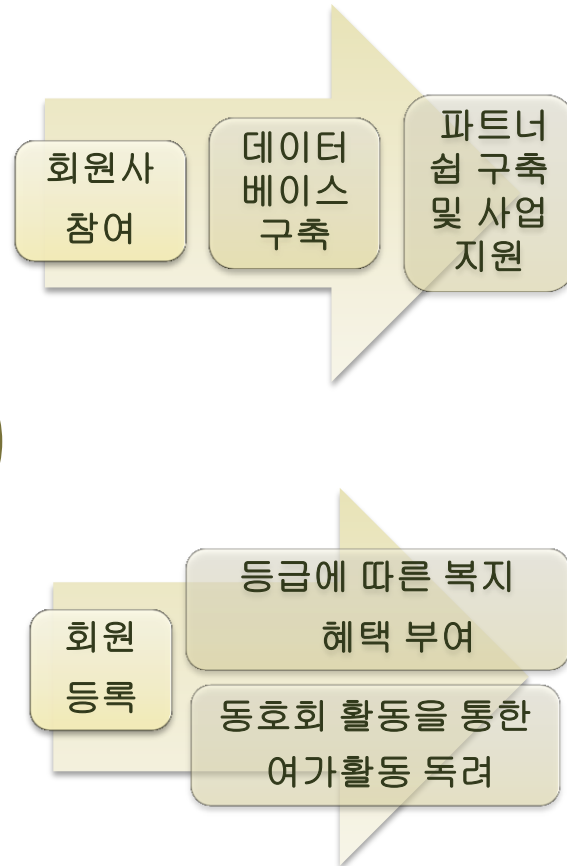 회원사
참여
데이터
베이스
구축
파트너
쉽 구축
및 사업
지원
회원
등록
등급에 따른 복지
혜택 부여
동호회 활동을 통한
여가활동 독려